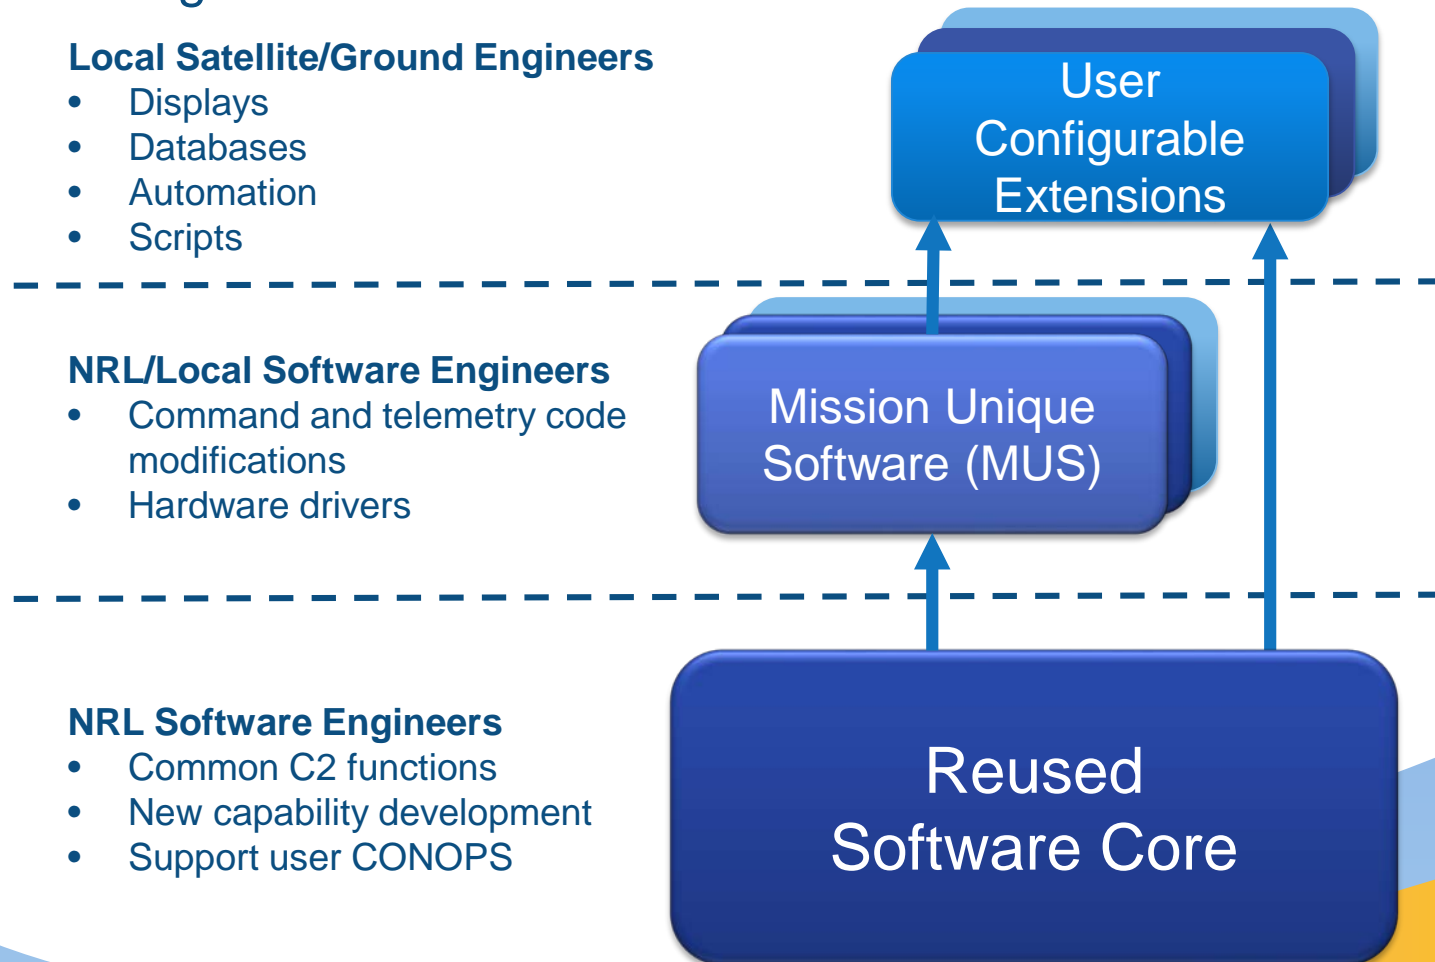 Local Satellite/Ground Engineers
• Displays
• Databases
• Automation
• Scripts
User
Configurable
Extensions
NRL/Local Software Engineers
• Command and telemetry code
modifications
• Hardware drivers
Mission Unique
Software (MUS)
NRL Software Engineers
• Common C2 functions
• New capability development
• Support user CONOPS
Reused
Software Core